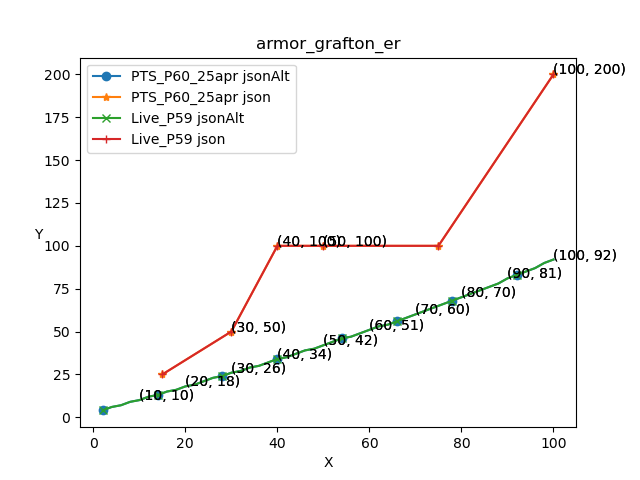 armor_grafton_er
PTS_P60_25apr jsonAlt
PTS_P60_25apr json
Live_P59 jsonAlt
Live_P59 json
Y
200
175
150
125
100
75
50
25
0
(100, 200)
(40, 100)
(50, 100)
(30, 50)
(100, 92)
(90, 81)
(80, 70)
(70, 60)
(60, 51)
(50, 42)
(40, 34)
(30, 26)
(20, 18)
(10, 10)
0 20 40 60 80 100
X